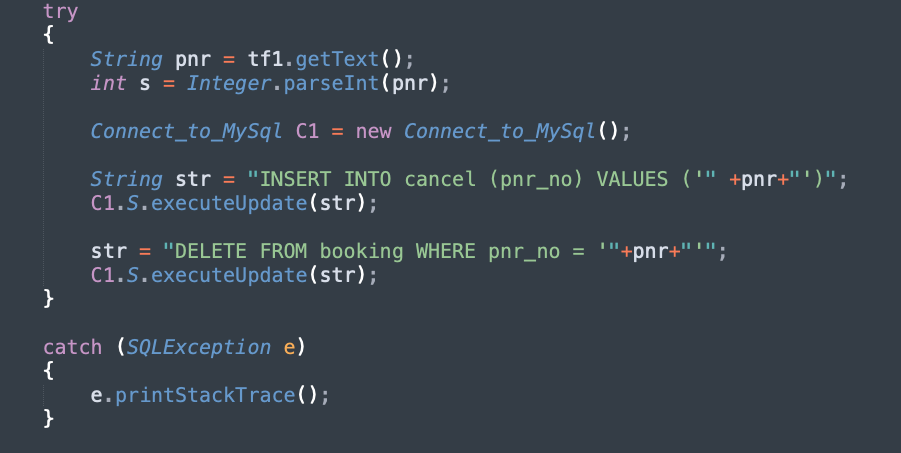 try
{
String pnr = tf1.getText();
int s = Integer.parseInt(pnr);
Connect_to_MySql C1 = new Connect_to_MySql();
String str = "INSERT INTO cancel (pnr_no) VALUES ('" +pnr+"')";
C1.S.executeUpdate(str);
str = "DELETE FROM booking WHERE pnr_no = '"+pnr+"'";
C1.S.executeUpdate(str);
}
catch (SQLException e)
{
e.printStackTrace();
}